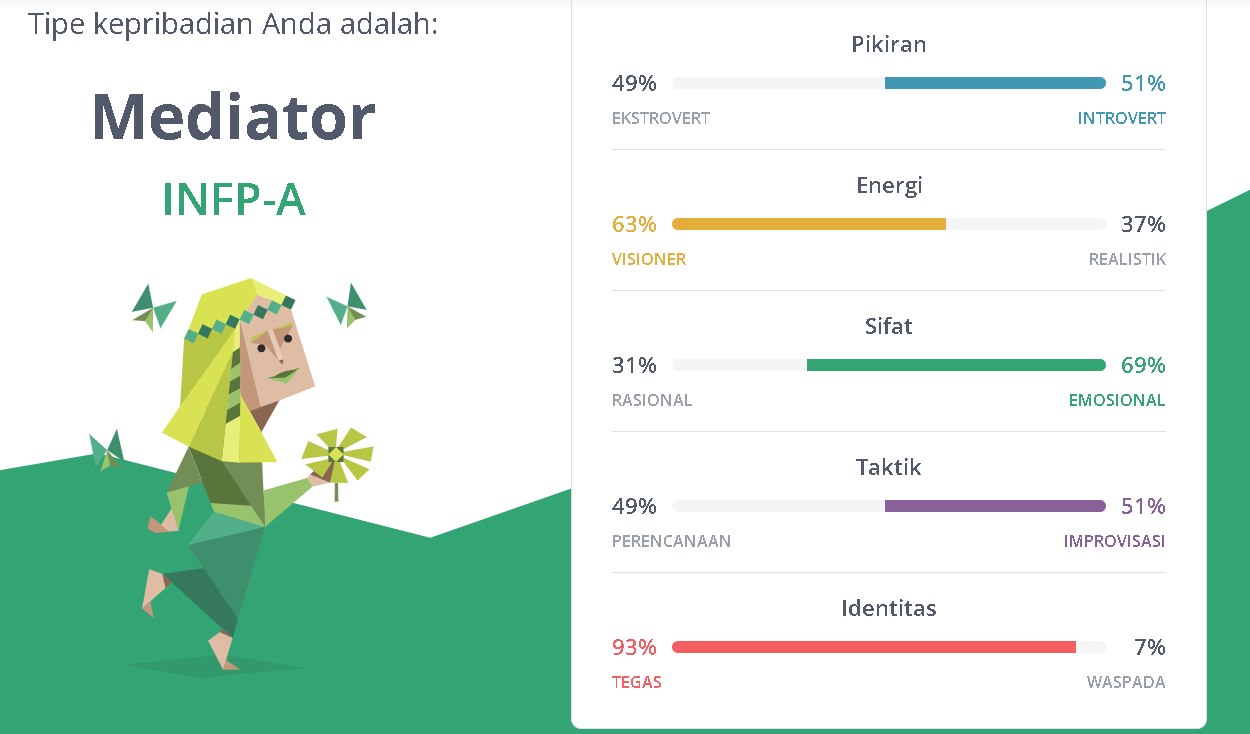 Tipe kepribadian Anda adalah:
Mediator
INFP-A
Pikiran
49% 51%
EKSTROVERT INTROVERT
Energi
63% 37%
VISIONER REALISTIK
Sifat
31% 69%
RASIONAL EMOSIONAL
Taktik
49% 51%
PERENCANAAN IMPROVISASI
Identitas
93% 7%
TEGAS WASPADA